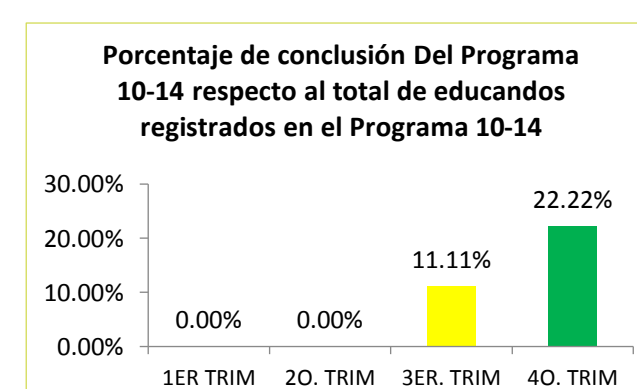 Porcentaje de conclusión Del Programa
10-14 respecto al total de educandos
registrados en el Programa 10-14
30.00%
20.00%
10.00%
0.00%
0.00%
0.00%
11.11%
22.22%
1ER TRIM
2O. TRIM
3ER. TRIM
4O. TRIM